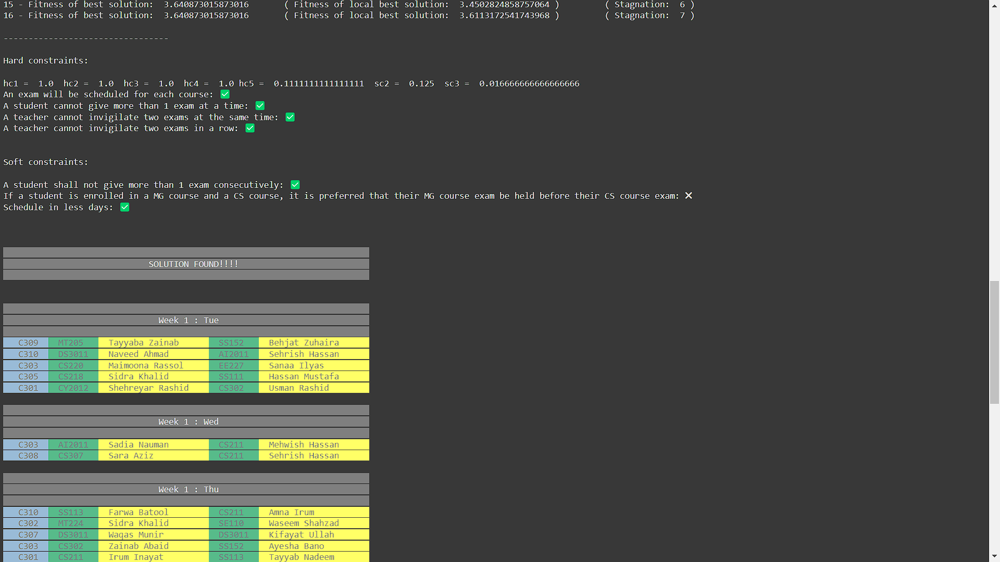 15 - Fitness of best solution:  3.640873015873016       ( Fitness of local best solution:  3.4502824858757064 )         ( Stagnation:  6 )
16 - Fitness of best solution:  3.640873015873016       ( Fitness of local best solution:  3.6113172541743968 )         ( Stagnation:  7 )
---------------------------------
Hard constraints:
hc1 =  1.0  hc2 =  1.0  hc3 =  1.0  hc4 =  1.0 hc5 =  0.1111111111111111  sc2 =  0.125  sc3 =  0.016666666666666666
An exam will be scheduled for each course: ✅
A student cannot give more than 1 exam at a time: ✅
A teacher cannot invigilate two exams at the same time: ✅
A teacher cannot invigilate two exams in a row: ✅
Soft constraints:
A student shall not give more than 1 exam consecutively: ✅
If a student is enrolled in a MG course and a CS course, it is preferred that their MG course exam be held before their CS course exam: ❌
Schedule in less days: ✅
SOLUTION FOUND!!!!
Week 1 : Tue
C309 MT205 Tayyaba Zainab SS152 Behjat Zuhaira
C310 DS3011 Naveed Ahmad AI2011 Sehrish Hassan
C303 CS220 Maimoona Rassol EE227 Sanaa Ilyas
C305 CS218 Sidra Khalid SS111 Hassan Mustafa
C301 CY2012 Shehreyar Rashid CS302 Usman Rashid
Week 1 : Wed
C303 AI2011 Sadia Nauman CS211 Mehwish Hassan
C308 CS307 Sara Aziz CS211 Sehrish Hassan
Week 1 : Thu
C310 SS113 Farwa Batool CS211 Amna Irum
C302 MT224 Sidra Khalid SE110 Waseem Shahzad
C307 DS3011 Waqas Munir DS3011 Kifayat Ullah
C303 CS302 Zainab Abaid SS152 Ayesha Bano
C301 CS211 Irum Inayat SS113 Tayyab Nadeem